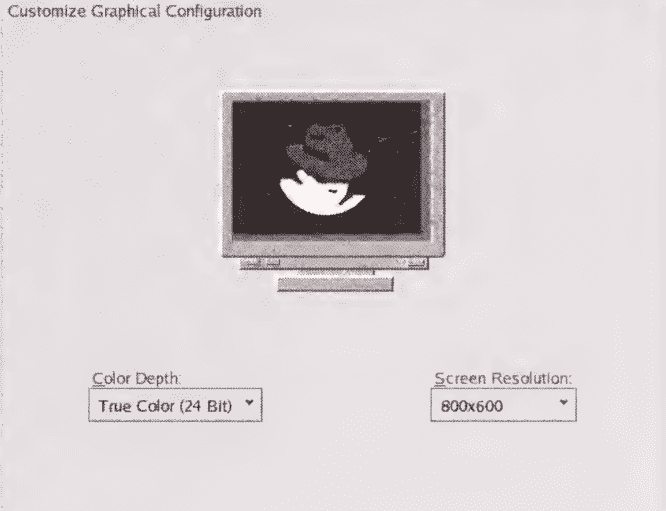 Customize Graphical Configuration
Color Depth:
Screen Resolution:
True Color (24 Bit)
800x600